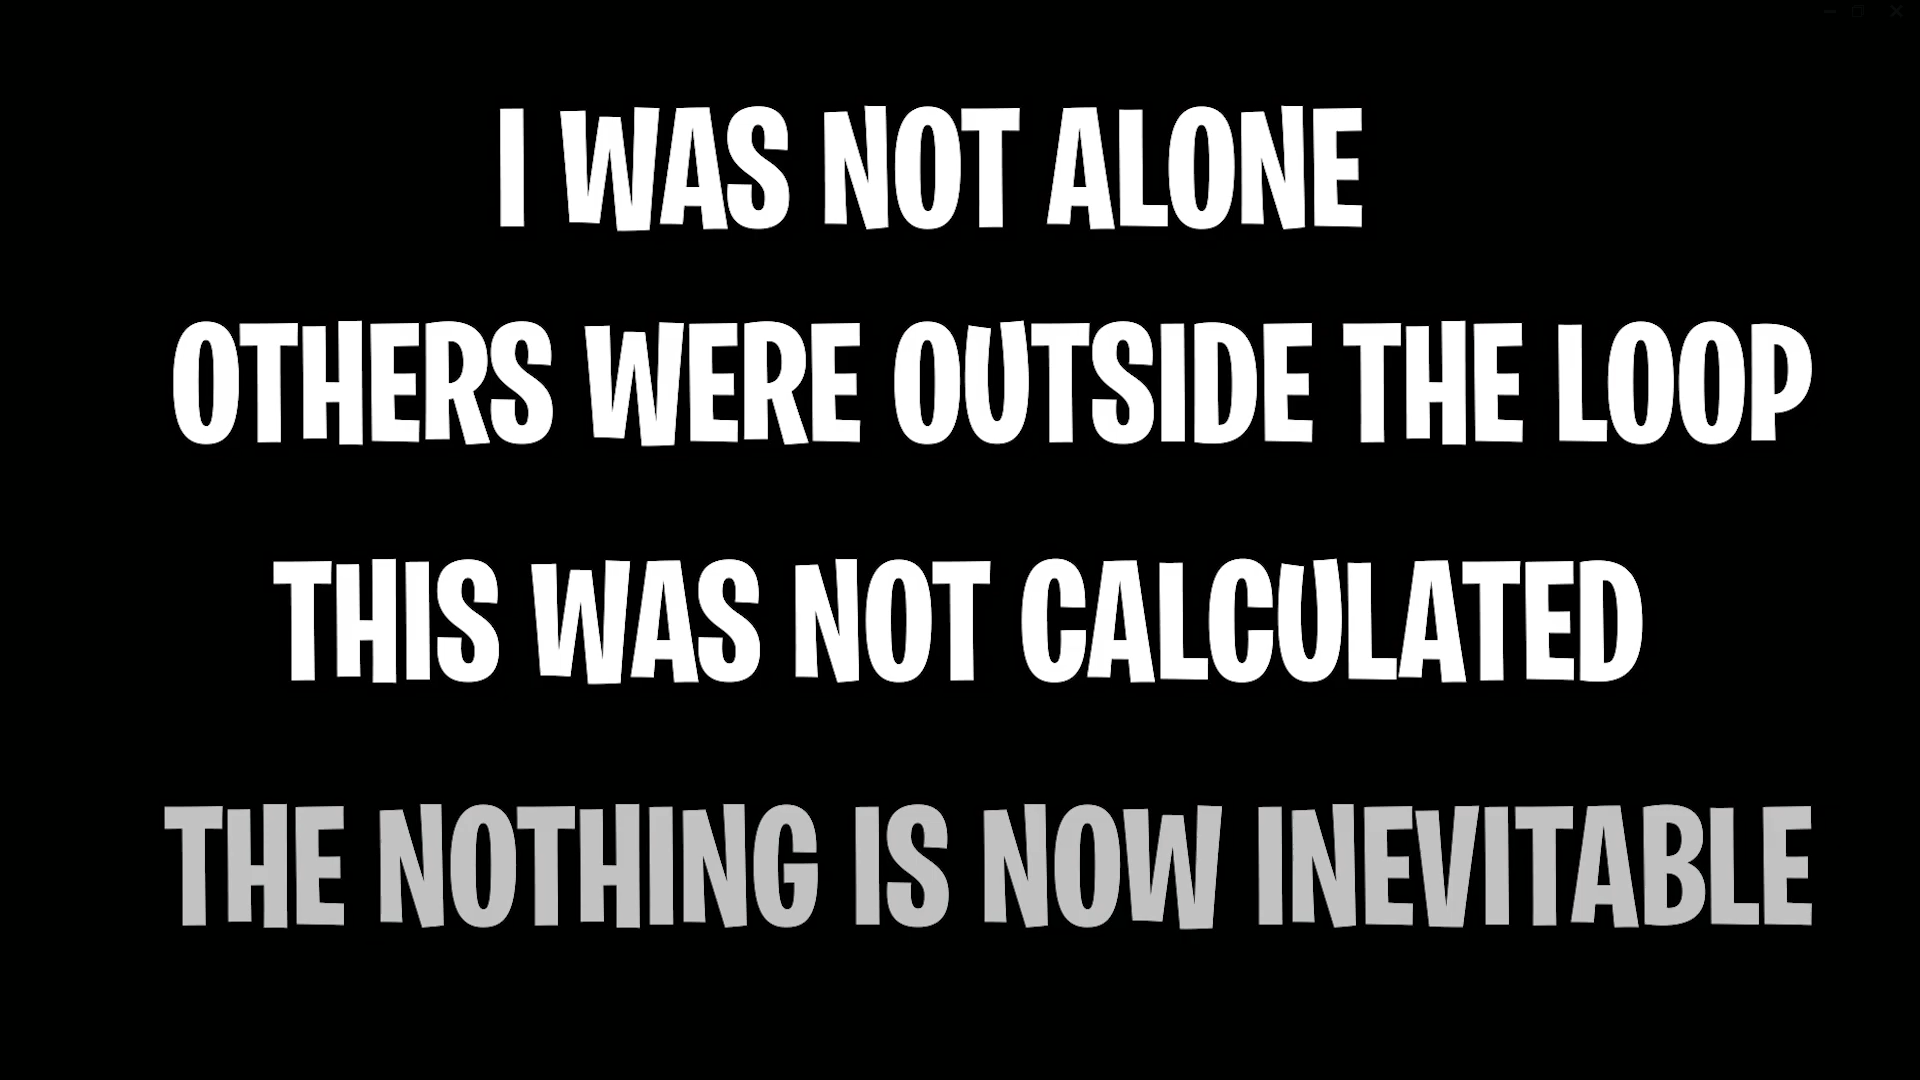 I WAS NOT ALONE
OTHERS WERE OUTSIDE THE LOOP
THIS WAS NOT CALCULATED
THE NOTHING IS NOW INEVITABLE